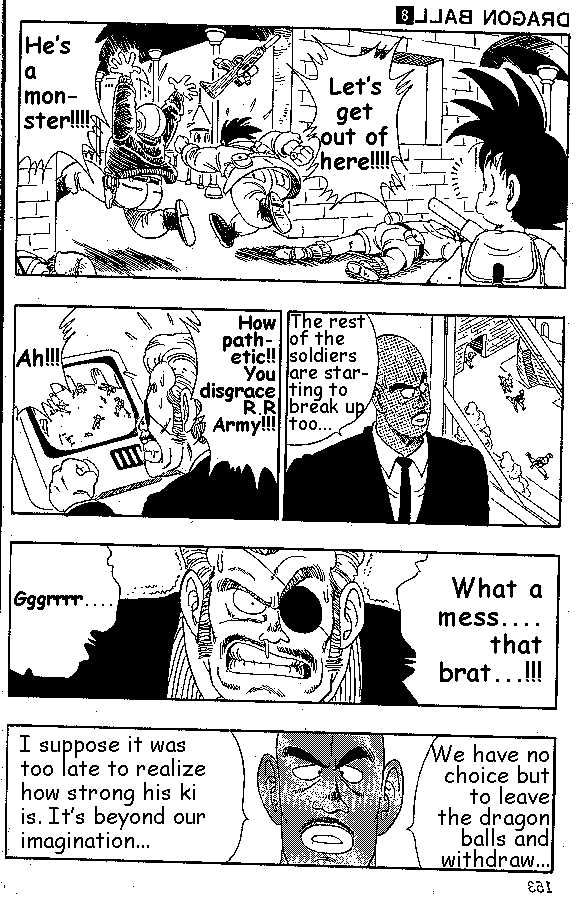 DRAGON BALL 8
He's
a
mon-
ster!!!!
Let's
get
out of
here!!!!
Ah!!!
How
path-
etic!!
You
disgrace
R.R
Army!!!
The rest
of the
soldiers
are star-
ting to
break up
too...
Gggrrrr....
What a
mess....
that
brat...!!!
I suppose it was
too late to realize
how strong his ki
is. It's beyond our
imagination...
We have no
choice but
to leave
the dragon
balls and
withdraw...
153